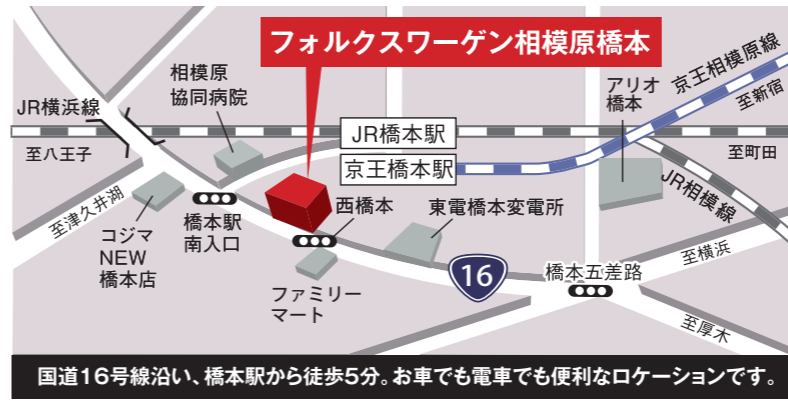 フォルクスワーゲン相模原橋本
相模原
協同病院
京王相模原線
至新宿
アリオ
橋本
JR横浜線
至八王子
JR橋本駅
京王橋本駅
至町田
JR相模線
至津久井湖
コジマ
NEW
橋本店
橋本駅
南入口
西橋本
東電橋本変電所
ファミリー
マート
16
橋本五差路
至横浜
至厚木
国道16号線沿い、橋本駅から徒歩5分。お車でも電車でも便利なロケーションです。